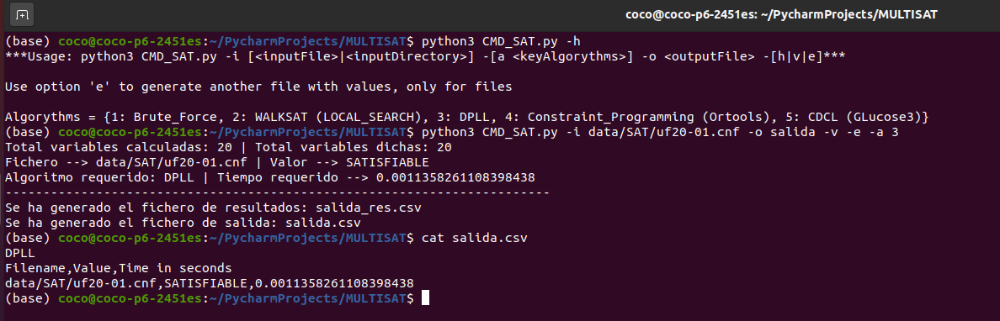 coco@coco-p6-2451es: ~/PycharmProjects/MULTISAT
(base) coco@coco-p6-2451es:~/PycharmProjects/MULTISAT$ python3 CMD_SAT.py -h
***Usage: python3 CMD_SAT.py -i [<inputFile>|<inputDirectory>] -[a <keyAlgorythms>] -o <outputFile> -[h|v|e]***
Use option 'e' to generate another file with values, only for files
Algorythms = {1: Brute_Force, 2: WALKSAT (LOCAL_SEARCH), 3: DPLL, 4: Constraint_Programming (Ortools), 5: CDCL (GLucose3)}
(base) coco@coco-p6-2451es:~/PycharmProjects/MULTISAT$ python3 CMD_SAT.py -i data/SAT/uf20-01.cnf -o salida -v -e -a 3
Total variables calculadas: 20 | Total variables dichas: 20
Fichero --> data/SAT/uf20-01.cnf | Valor --> SATISFIABLE
Algoritmo requerido: DPLL | Tiempo requerido --> 0.0011358261108398438
------------------------------------------------------------------------
Se ha generado el fichero de resultados: salida_res.csv
Se ha generado el fichero de salida: salida.csv
(base) coco@coco-p6-2451es:~/PycharmProjects/MULTISAT$ cat salida.csv
DPLL
Filename,Value,Time in seconds
data/SAT/uf20-01.cnf,SATISFIABLE,0.0011358261108398438
(base) coco@coco-p6-2451es:~/PycharmProjects/MULTISAT$